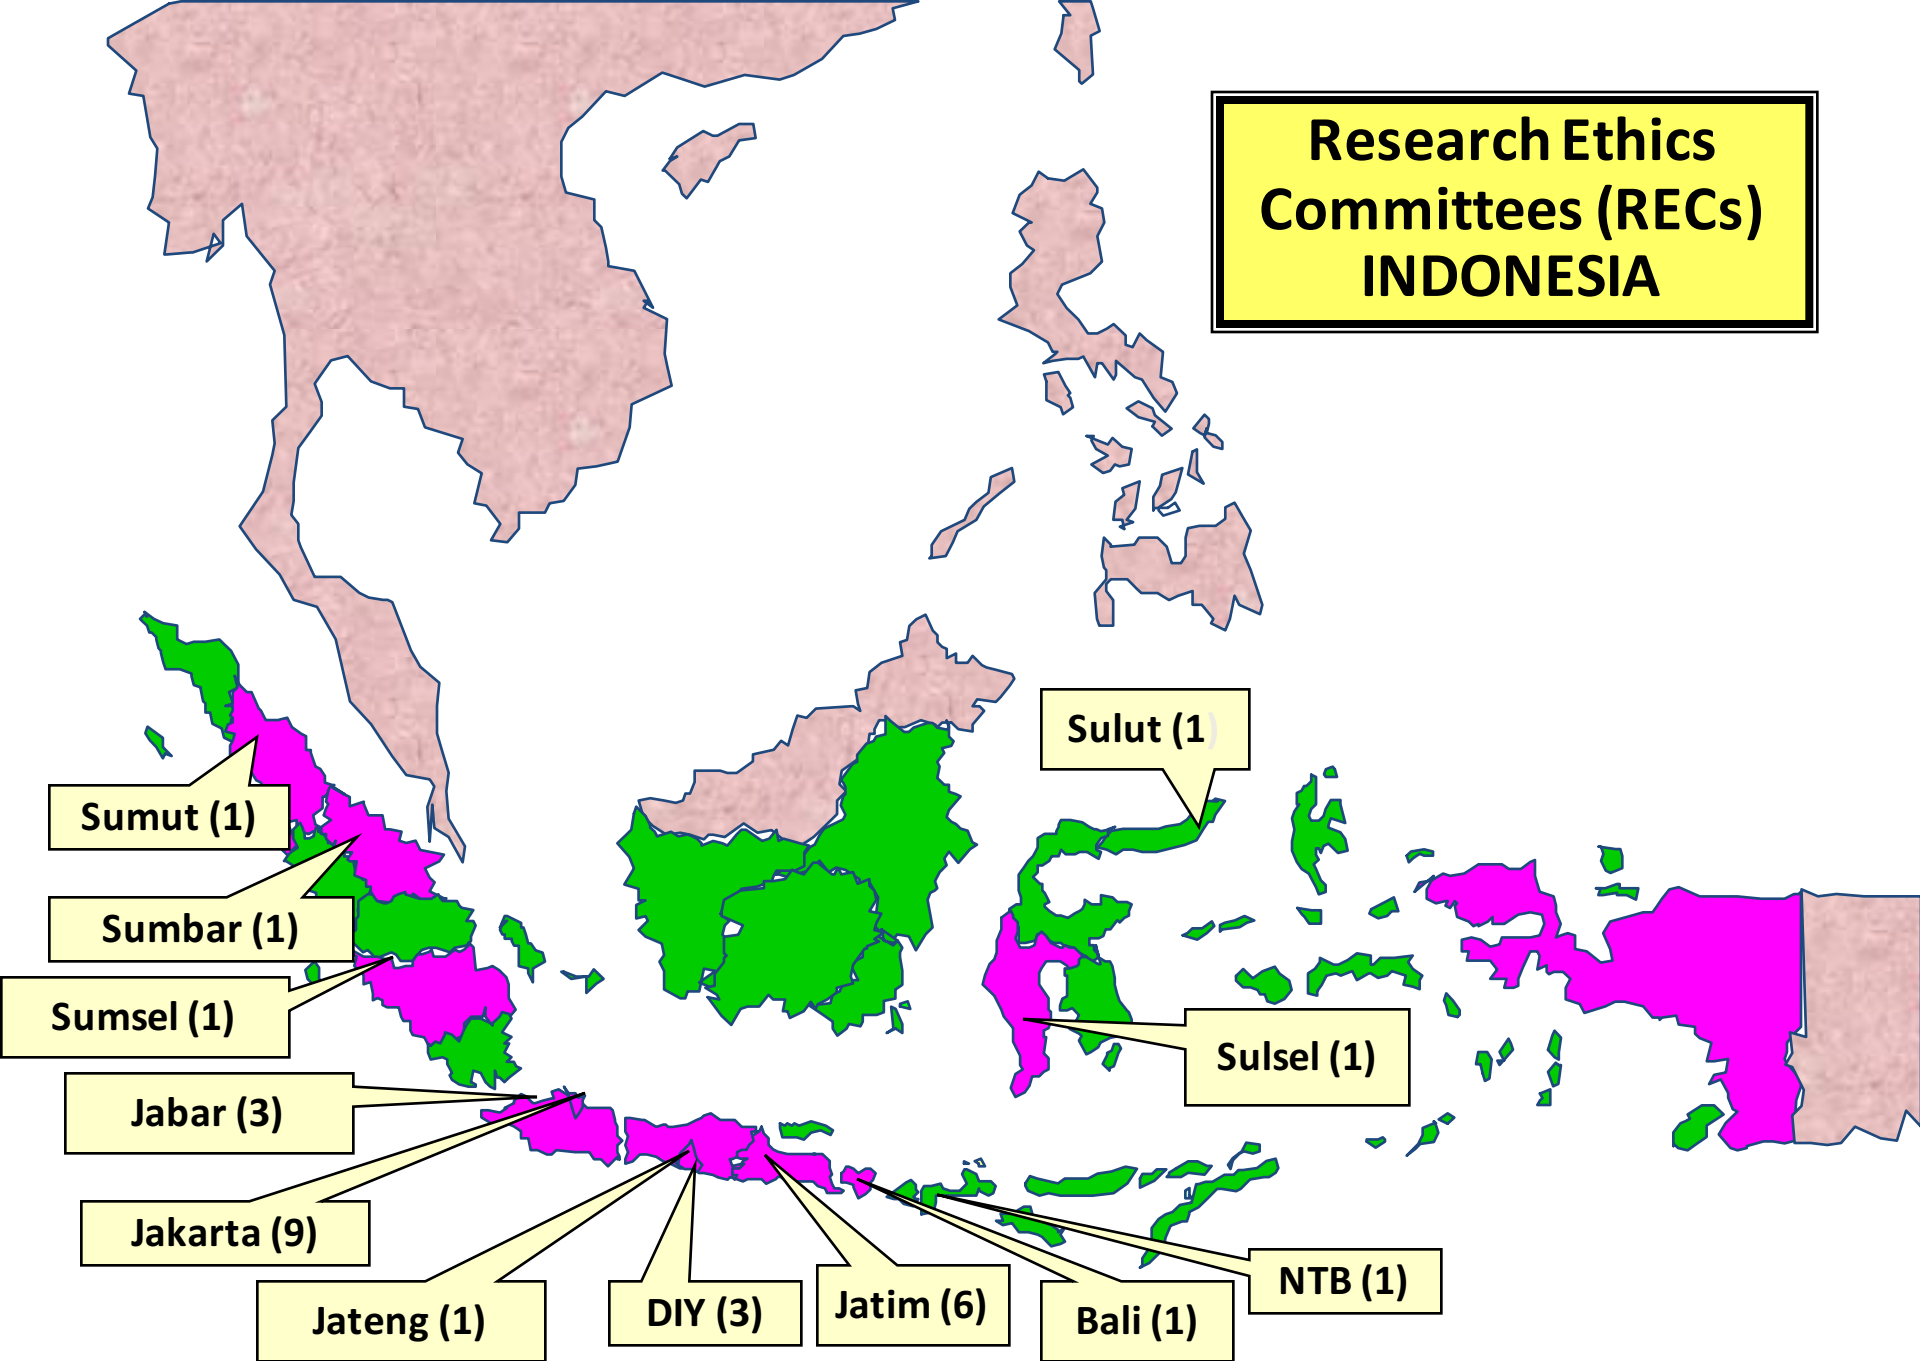 Research Ethics
Committees (RECs)
INDONESIA
Sulut (1)
Sumut (1)
Sumbar (1)
Sumsel (1)
Sulsel (1)
Jabar (3)
Jakarta (9)
Jateng (1)
DIY (3)
Jatim (6)
Bali (1)
NTB (1)